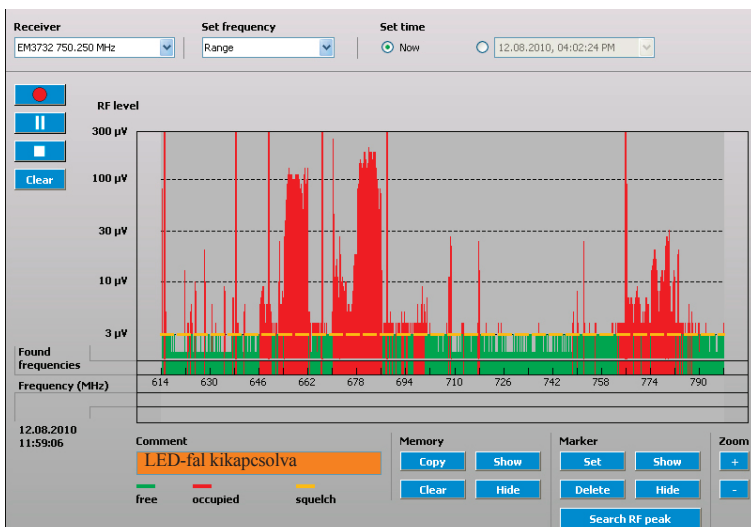 Receiver Set frequency Set time
EM3732 750.250 MHz Range Now 12.08.2010, 04:02:24 PM
RF level
300 µV
Clear
100 µV
30 µV
10 µV
3 µV
Found
frequencies
Frequency (MHz) 614 630 646 662 678 694 710 726 742 758 774 790
12.08.2010
11:59:06
Comment Memory Marker Zoom
LED-fal kikapcsolva Copy Show Set Show +
free occupied squelch Clear Hide Delete Hide -
Search RF peak